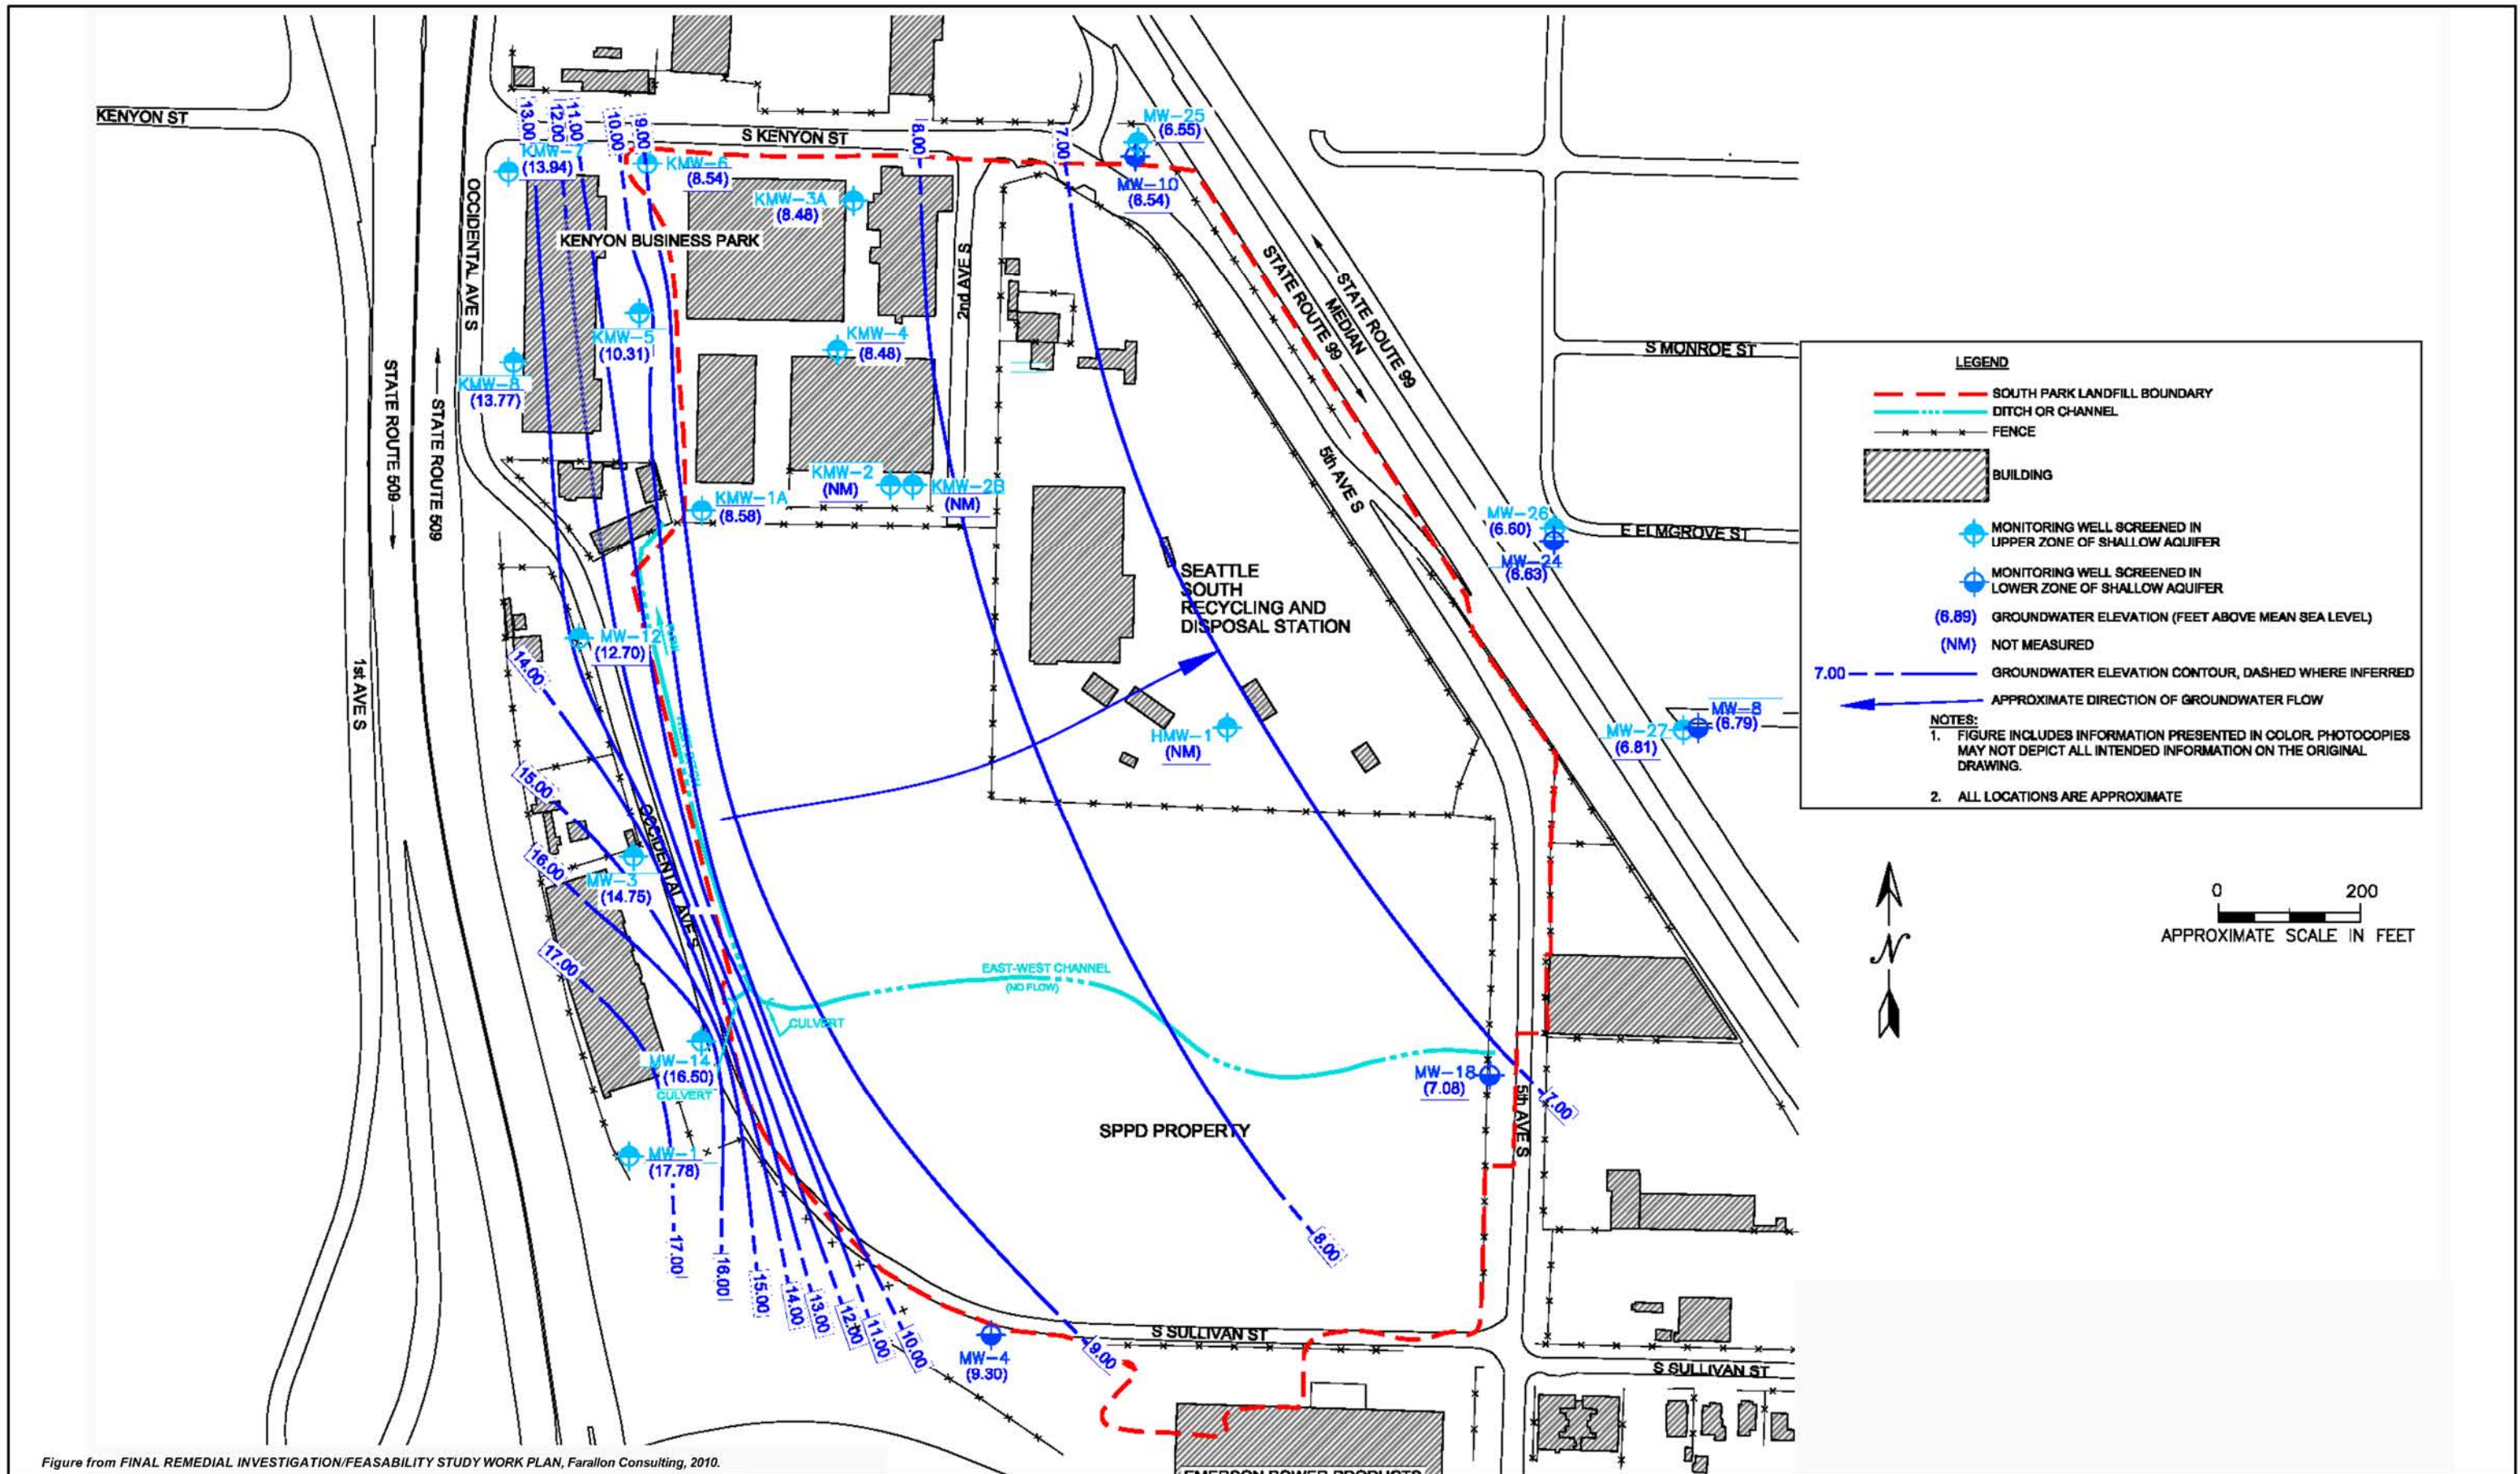 KENYON ST
S KENYON ST
OCCIDENTAL AVE S
2nd AVE S
KENYON BUSINESS PARK
13.00
12.00
11.00
10.00
9.00
8.00
7.00
KMW-7
(13.94)
KMW-6
(8.54)
KMW-3A
(8.48)
MW-25
(6.55)
MW-10
(6.54)
KMW-5
(10.31)
KMW-4
(8.48)
KMW-8
(13.77)
KMW-2
(NM)
KMW-2B
(NM)
KMW-1A
(8.58)
STATE ROUTE 509
STATE ROUTE 509
1st AVE S
STATE ROUTE 99
MEDIAN
STATE ROUTE 99
5th AVE S
S MONROE ST
E ELMGROVE ST
MW-26
(6.60)
MW-24
(6.63)
SEATTLE
SOUTH
RECYCLING AND
DISPOSAL STATION
MW-12
(12.70)
HMW-1
(NM)
MW-27
(6.81)
MW-8
(6.79)
14.00
15.00
16.00
17.00
OCCIDENTAL AVE S
MW-3
(14.75)
MW-14
(16.50)
CULVERT
MW-1
(17.78)
EAST-WEST CHANNEL
(NO FLOW)
CULVERT
MW-18
(7.08)
5th AVE S
7.00
SPPD PROPERTY
8.00
17.00
16.00
15.00
14.00
13.00
12.00
11.00
10.00
9.00
MW-4
(9.30)
S SULLIVAN ST
S SULLIVAN ST
EMERSON POWER PRODUCTS
LEGEND
SOUTH PARK LANDFILL BOUNDARY
DITCH OR CHANNEL
FENCE
BUILDING
MONITORING WELL SCREENED IN
UPPER ZONE OF SHALLOW AQUIFER
MONITORING WELL SCREENED IN
LOWER ZONE OF SHALLOW AQUIFER
(6.89) GROUNDWATER ELEVATION (FEET ABOVE MEAN SEA LEVEL)
(NM) NOT MEASURED
7.00 GROUNDWATER ELEVATION CONTOUR, DASHED WHERE INFERRED
APPROXIMATE DIRECTION OF GROUNDWATER FLOW
NOTES:
1. FIGURE INCLUDES INFORMATION PRESENTED IN COLOR. PHOTOCOPIES
MAY NOT DEPICT ALL INTENDED INFORMATION ON THE ORIGINAL
DRAWING.
2. ALL LOCATIONS ARE APPROXIMATE
N
0 200
APPROXIMATE SCALE IN FEET
Figure from FINAL REMEDIAL INVESTIGATION/FEASABILITY STUDY WORK PLAN, Farallon Consulting, 2010.